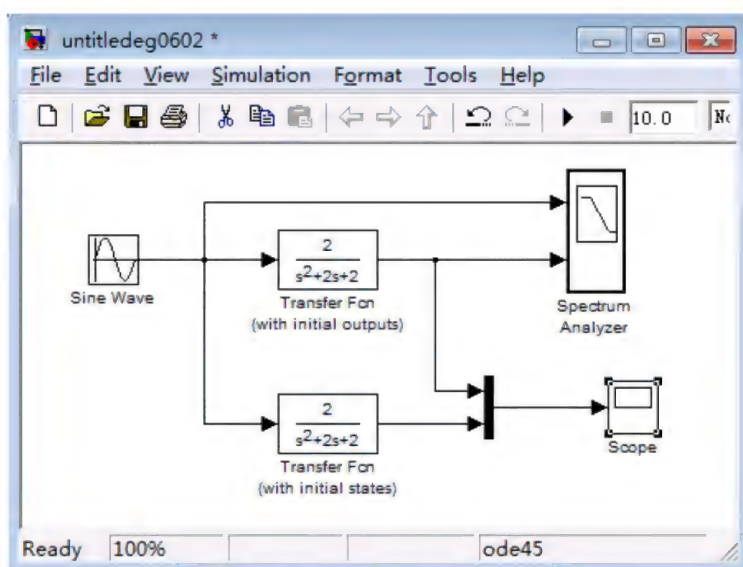 untitledeg0602 *
File Edit View Simulation Format Tools Help
10.0
Sine Wave
2
s²+2s+2
Transfer Fcn
(with initial outputs)
Spectrum
Analyzer
2
s²+2s+2
Transfer Fcn
(with initial states)
Scope
Ready 100% ode45